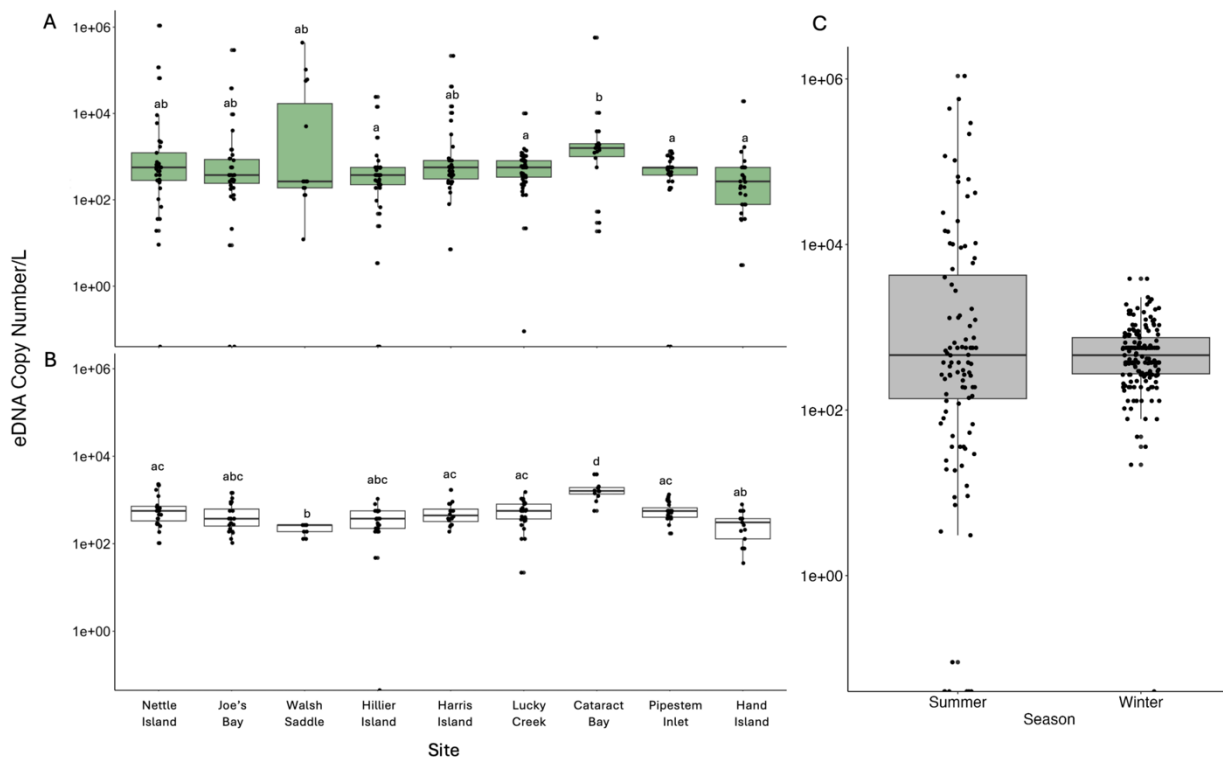 A
1e+06
1e+04
1e+02
1e+00
ab
ab
ab
a
ab
a
b
a
a
eDNA Copy Number/L
B
1e+06
1e+04
1e+02
1e+00
ac
abc
b
abc
ac
ac
d
ac
ab
Nettle
Island
Joe's
Bay
Walsh
Saddle
Hillier
Island
Harris
Island
Lucky
Creek
Cataract
Bay
Pipestem
Inlet
Hand
Island
Site
C
1e+06
1e+04
1e+02
1e+00
Summer
Winter
Season